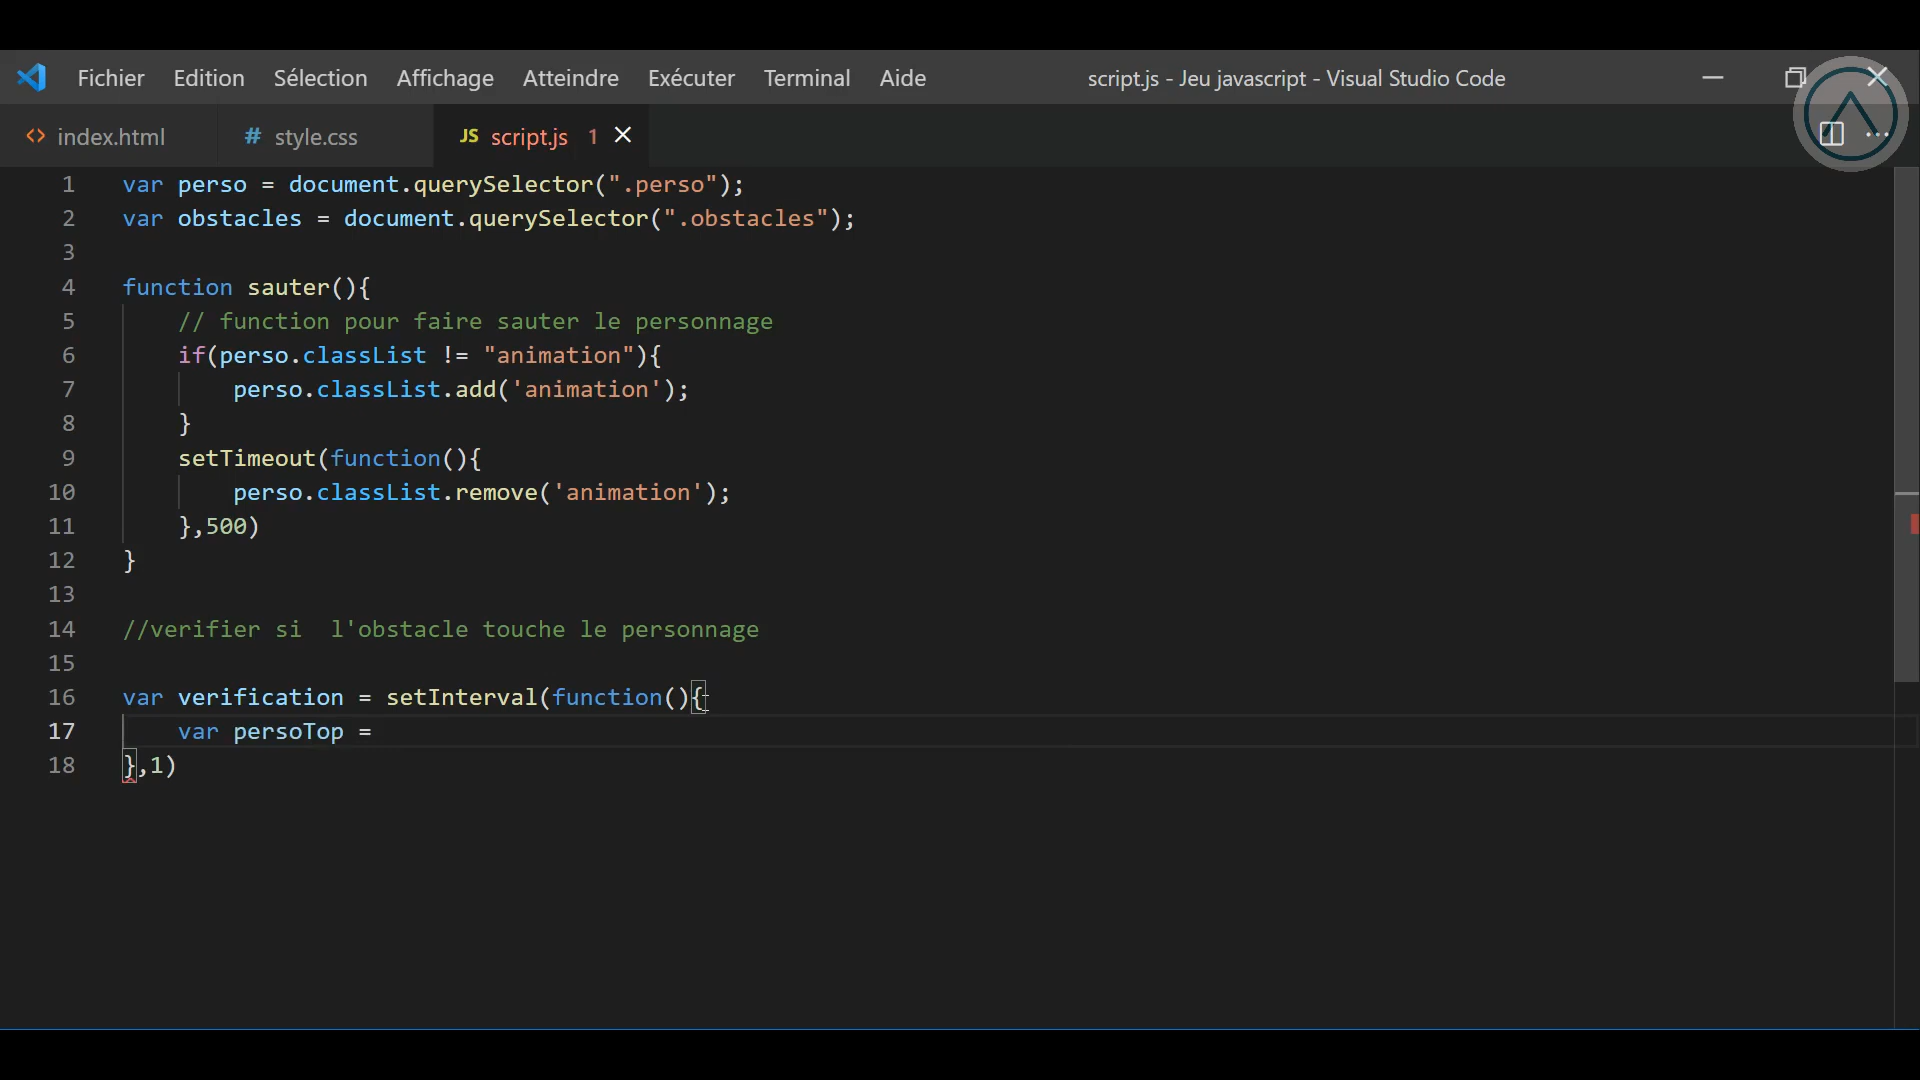 Fichier Edition Sélection Affichage Atteindre Exécuter Terminal Aide script.js - Jeu javascript - Visual Studio Code
index.html # style.css JS script.js 1
1 var perso = document.querySelector(".perso");
2 var obstacles = document.querySelector(".obstacles");
3
4 function sauter(){
5 // function pour faire sauter le personnage
6 if(perso.classList != "animation"){
7 perso.classList.add('animation');
8 }
9 setTimeout(function(){
10 perso.classList.remove('animation');
11 },500)
12 }
13
14 //verifier si  l'obstacle touche le personnage
15
16 var verification = setInterval(function(){
17 var persoTop =
18 },1)